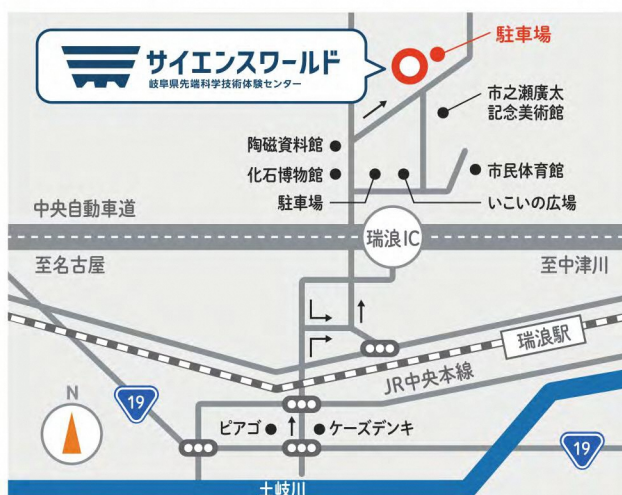 駐車場
サイエンスワールド
岐阜県先端科学技術体験センター
市之瀬廣太
記念美術館
陶磁資料館
化石博物館
市民体育館
駐車場
いこいの広場
中央自動車道
瑞浪IC
至名古屋
至中津川
瑞浪駅
JR中央本線
N
19
ピアゴ
ケーズデンキ
19
土岐川